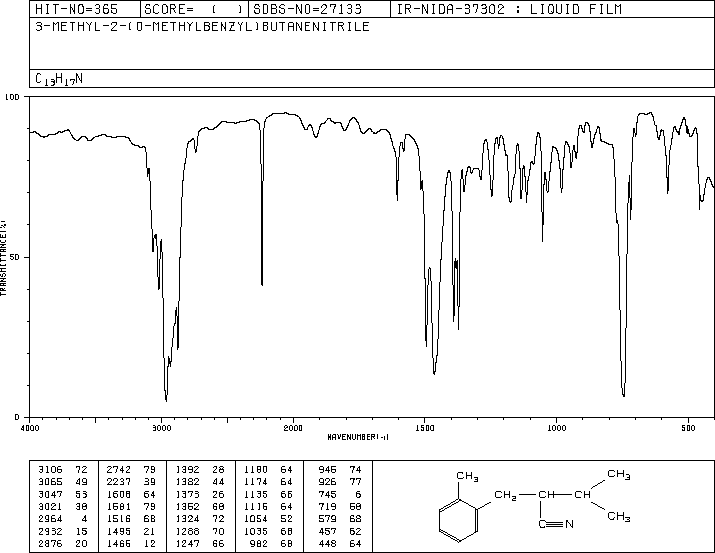 HIT-NO=365 SCORE= ( ) SDBS-NO=27133 IR-NIDA-37302 : LIQUID FILM
3-METHYL-2-(O-METHYLBENZYL)BUTANENITRILE
C13H17N
100
50
0
TRANSMITTANCE(%)
4000 3000 2000 1500 1000 500
WAVENUMBER(-1)
3106 72 2742 79 1392 28 1180 64 945 74
3065 49 2237 39 1382 44 1174 64 926 77
3047 53 1608 64 1373 26 1135 66 745 6
3021 38 1581 79 1352 68 1116 64 719 58
2964 4 1516 68 1324 72 1054 52 579 68
2932 15 1495 21 1288 70 1035 68 457 62
2876 20 1466 12 1247 66 982 68 448 64
CH3 CH3
CH2 CH CH
CH3
C≡N